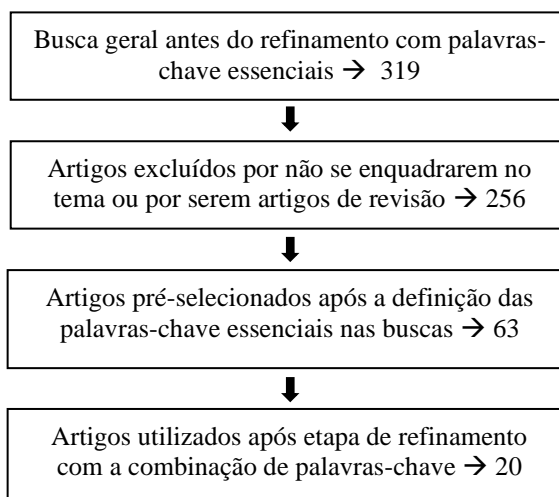 Busca geral antes do refinamento com palavras-
chave essenciais → 319
Artigos excluídos por não se enquadrarem no
tema ou por serem artigos de revisão → 256
Artigos pré-selecionados após a definição das
palavras-chave essenciais nas buscas → 63
Artigos utilizados após etapa de refinamento
com a combinação de palavras-chave → 20